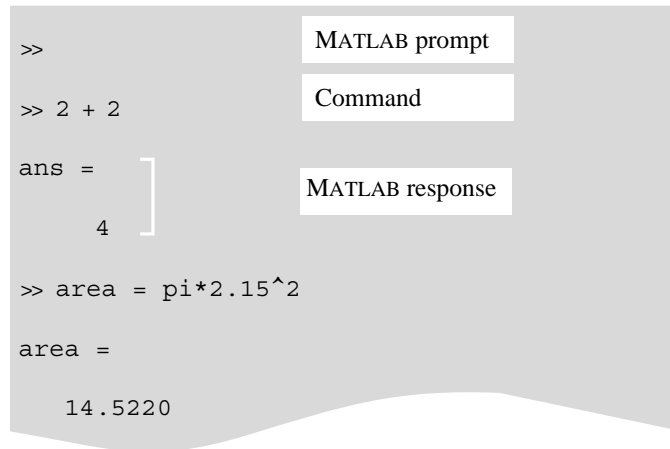 >> MATLAB prompt
>> 2 + 2 Command
ans =
MATLAB response
4
>> area = pi*2.15^2
area =
14.5220